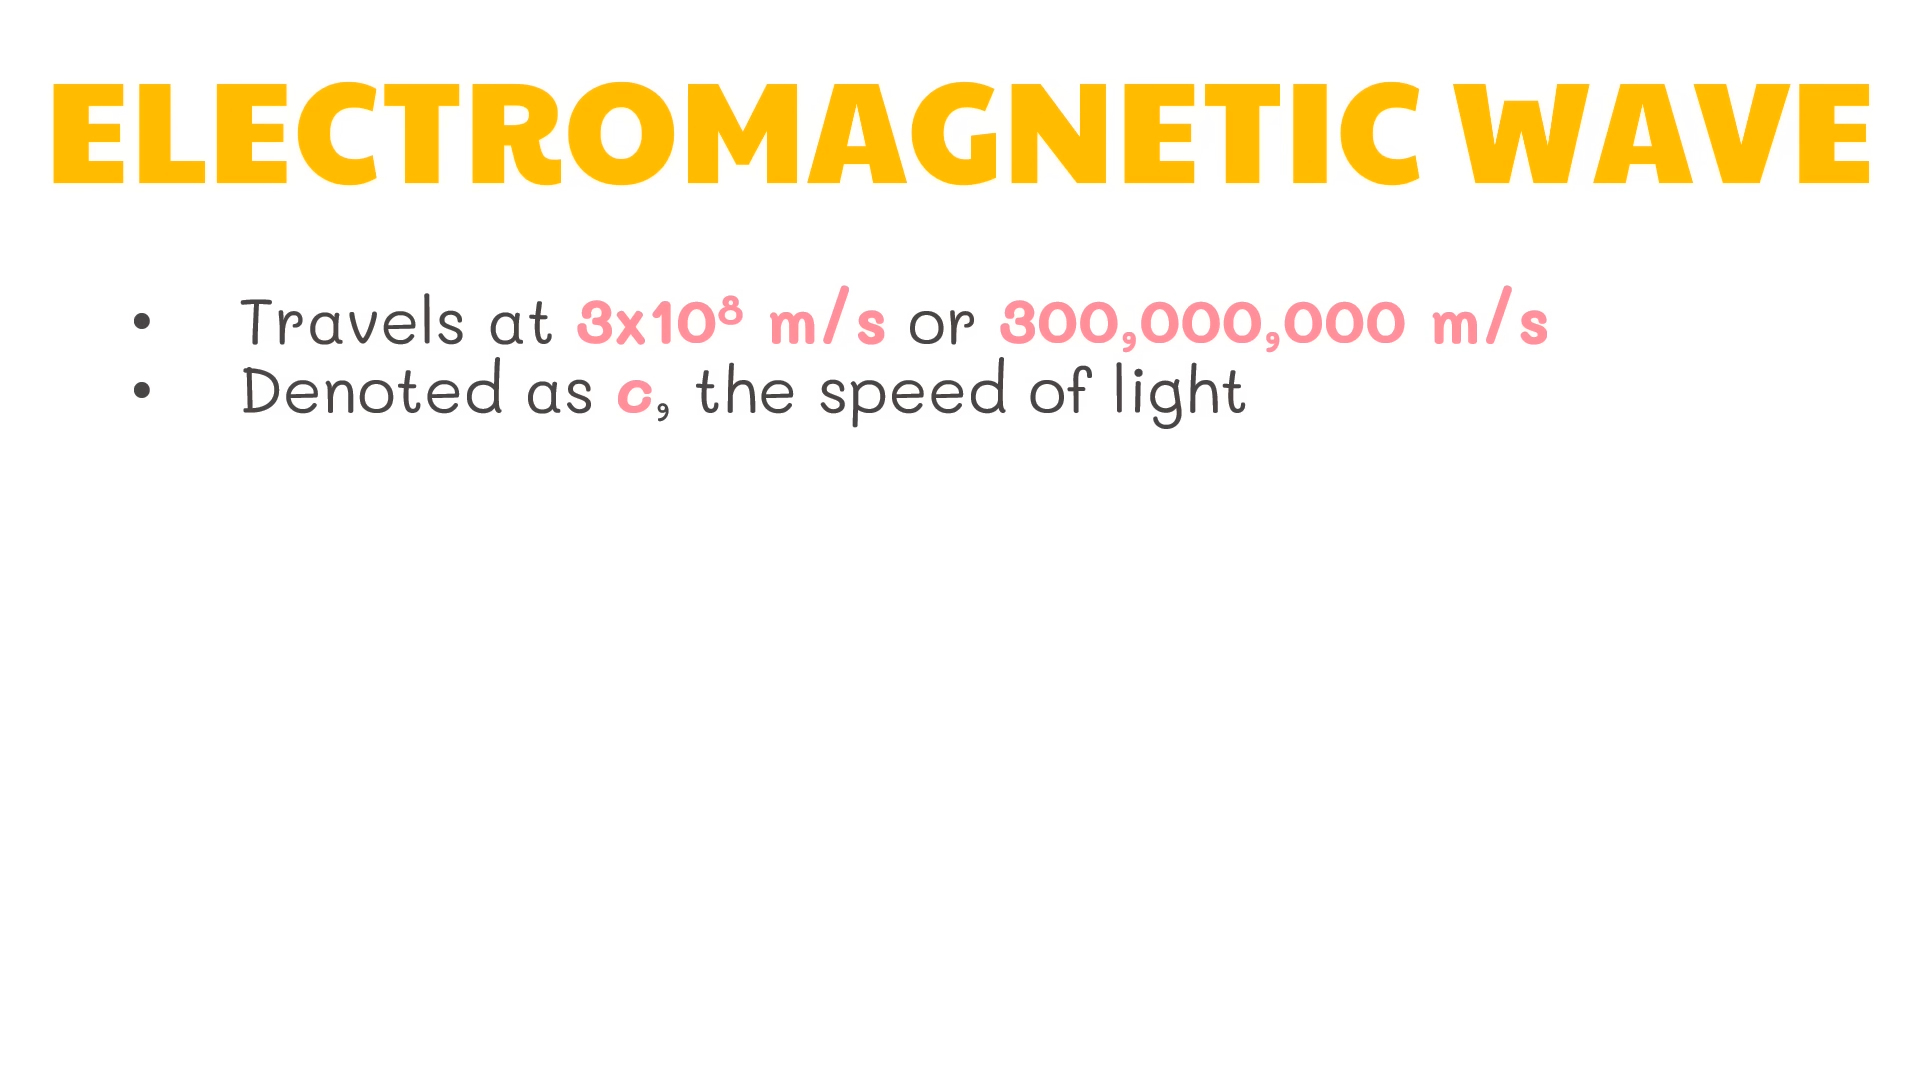 ELECTROMAGNETIC WAVE
• Travels at 3x10⁸ m/s or 300,000,000 m/s
• Denoted as c, the speed of light